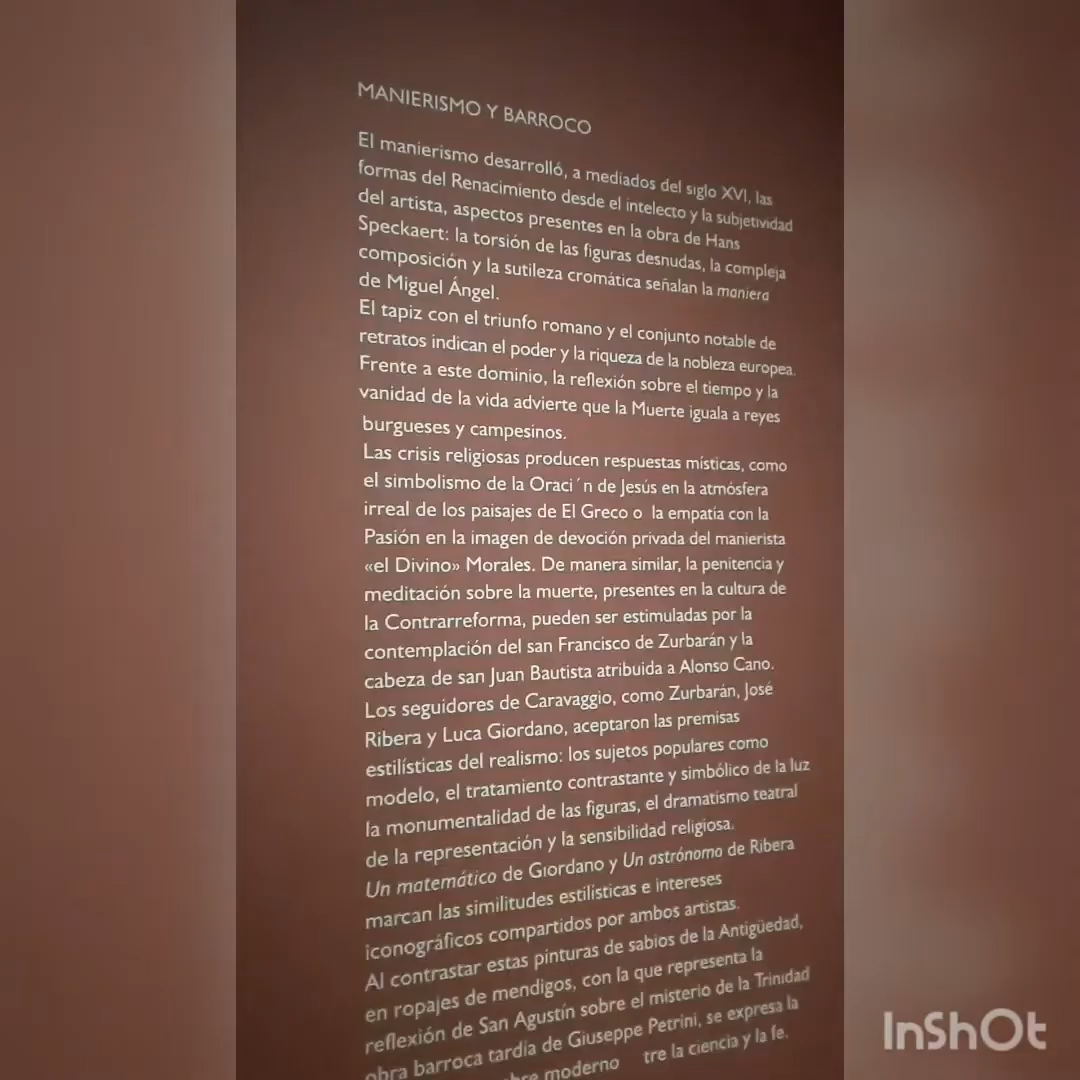 MANIERISMO Y BARROCO
El manierismo desarrolló, a mediados del siglo XVI, las
formas del Renacimiento desde el intelecto y la subjetividad
del artista, aspectos presentes en la obra de Hans
Speckaert: la torsión de las figuras desnudas, la compleja
composición y la sutileza cromática señalan la maniera
de Miguel Ángel.
El tapiz con el triunfo romano y el conjunto notable de
retratos indican el poder y la riqueza de la nobleza europea.
Frente a este dominio, la reflexión sobre el tiempo y la
vanidad de la vida advierte que la Muerte iguala a reyes
burgueses y campesinos.
Las crisis religiosas producen respuestas místicas, como
el simbolismo de la Oraci´n de Jesús en la atmósfera
irreal de los paisajes de El Greco o la empatía con la
Pasión en la imagen de devoción privada del manierista
«el Divino» Morales. De manera similar, la penitencia y
meditación sobre la muerte, presentes en la cultura de
la Contrarreforma, pueden ser estimuladas por la
contemplación del san Francisco de Zurbarán y la
cabeza de san Juan Bautista atribuida a Alonso Cano.
Los seguidores de Caravaggio, como Zurbarán, José
Ribera y Luca Giordano, aceptaron las premisas
estilísticas del realismo: los sujetos populares como
modelo, el tratamiento contrastante y simbólico de la luz
la monumentalidad de las figuras, el dramatismo teatral
de la representación y la sensibilidad religiosa.
Un matemático de Giordano y Un astrónomo de Ribera
marcan las similitudes estilísticas e intereses
iconográficos compartidos por ambos artistas.
Al contrastar estas pinturas de sabios de la Antigüedad,
en ropajes de mendigos, con la que representa la
reflexión de San Agustín sobre el misterio de la Trinidad
obra barroca tardía de Giuseppe Petrini, se expresa la
moderno tre la ciencia y la fe.
InShOt